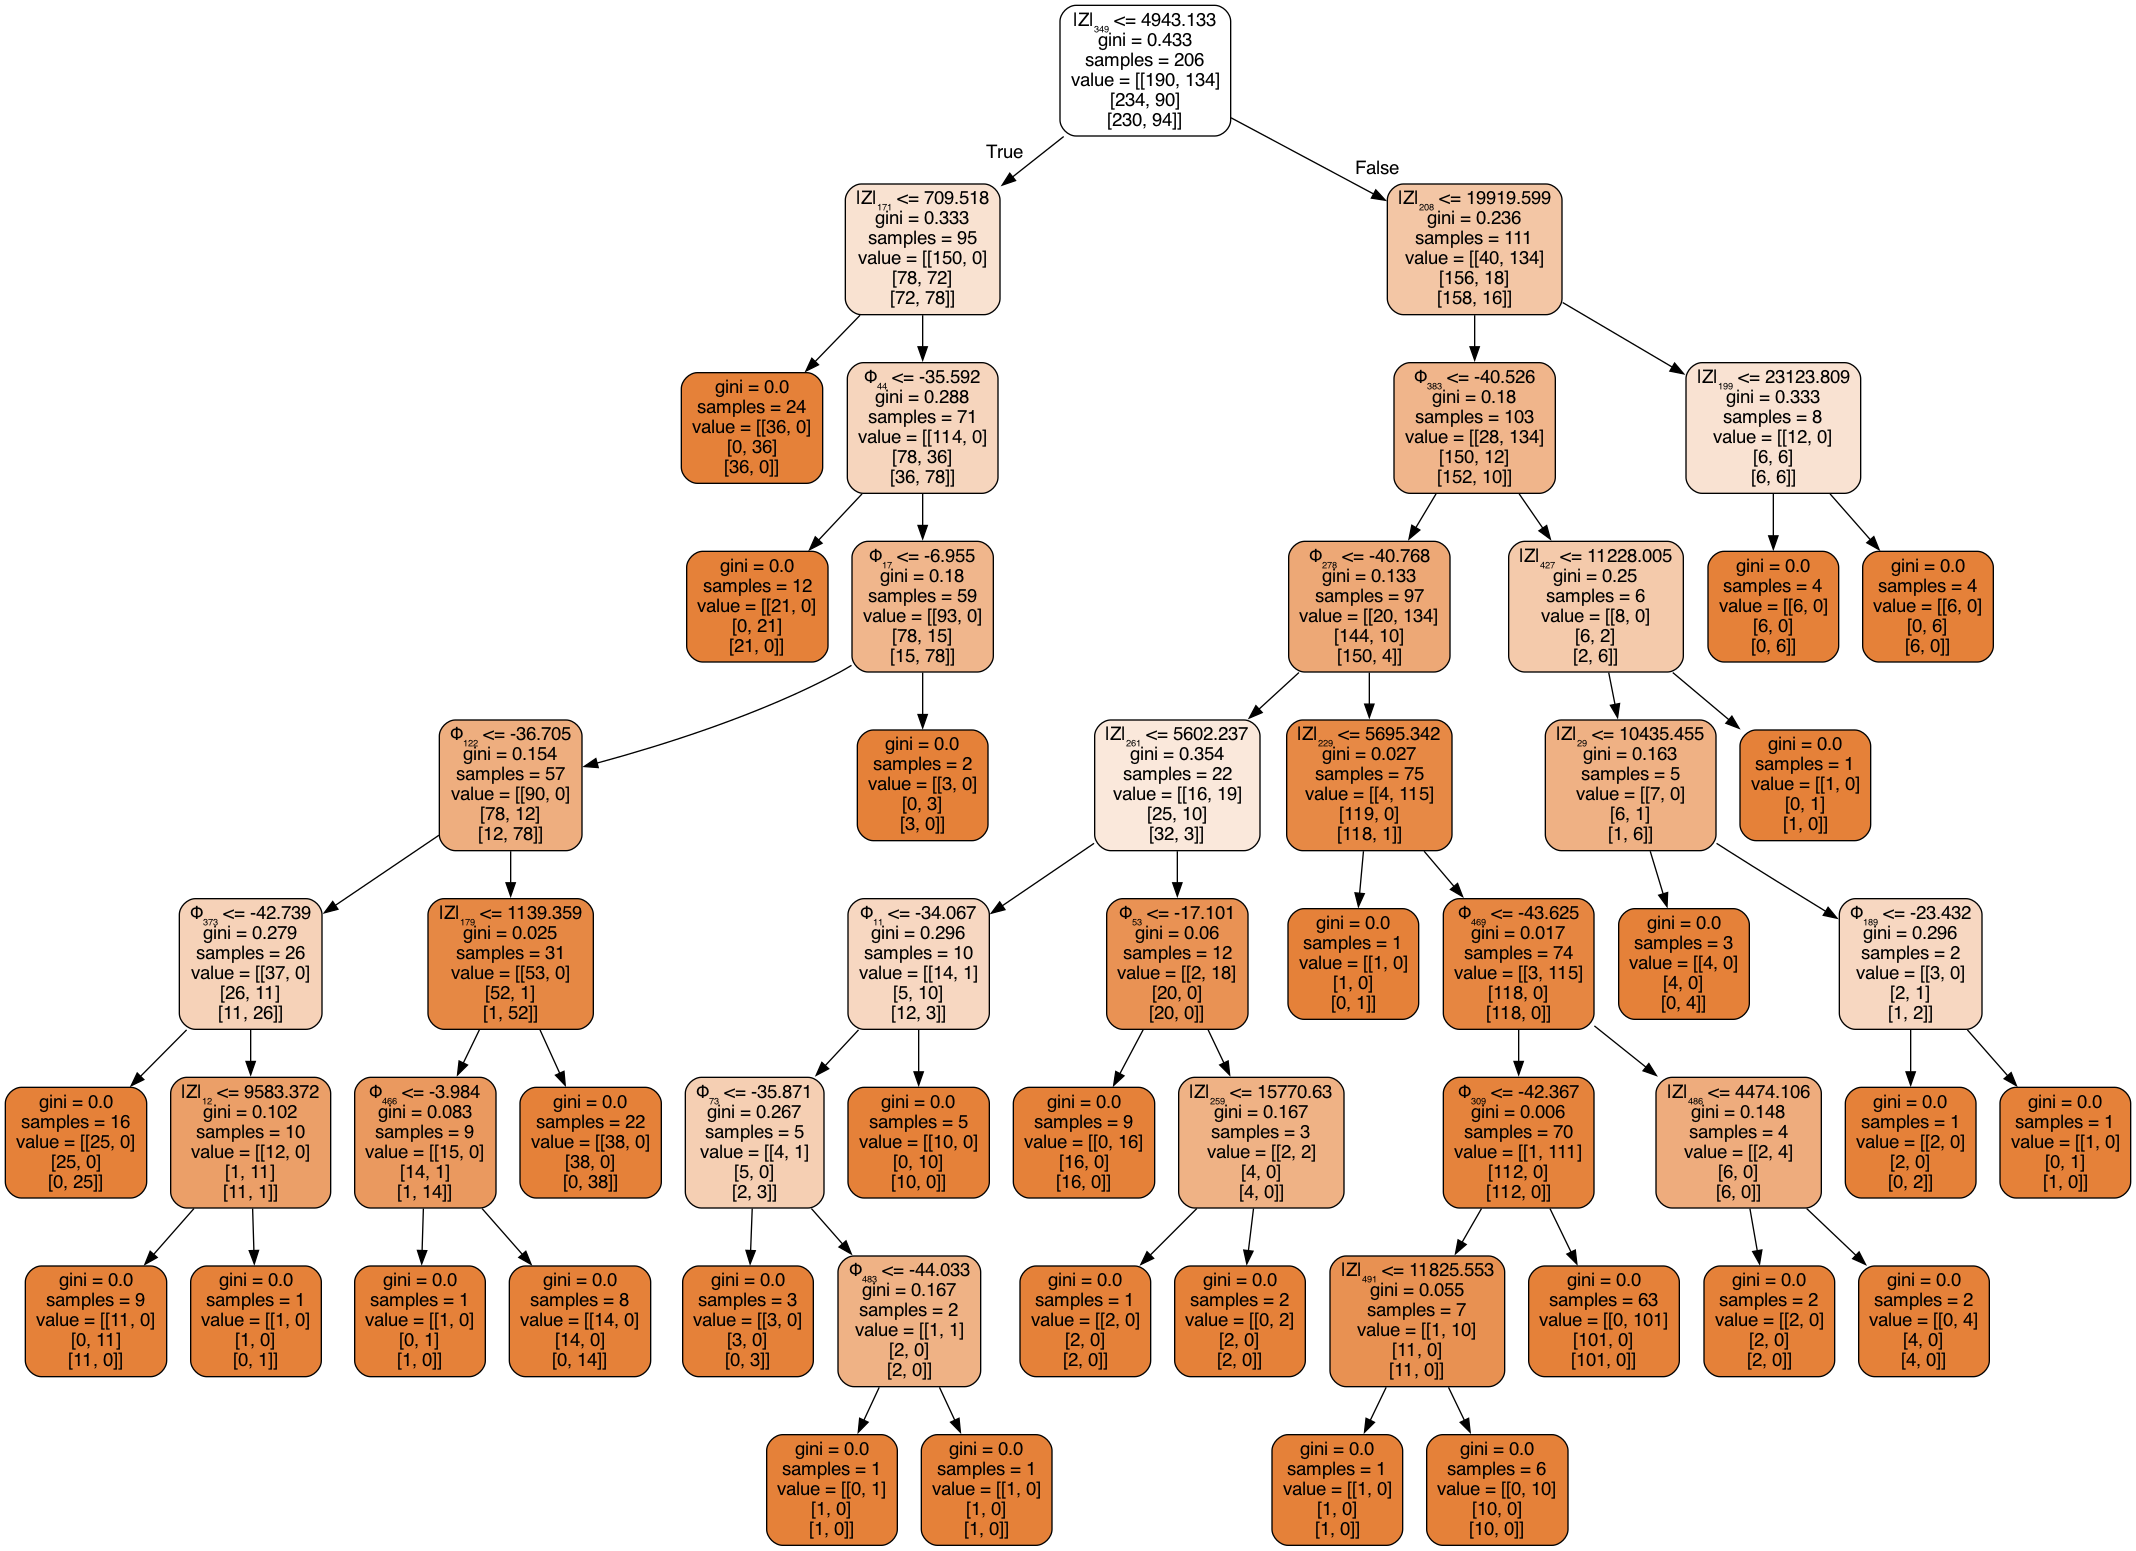 |Z|₃₄₉ <= 4943.133
gini = 0.433
samples = 206
value = [[190, 134]
[234, 90]
[230, 94]]
True
False
|Z|₁₇₁ <= 709.518
gini = 0.333
samples = 95
value = [[150, 0]
[78, 72]
[72, 78]]
|Z|₂₀₈ <= 19919.599
gini = 0.236
samples = 111
value = [[40, 134]
[156, 18]
[158, 16]]
gini = 0.0
samples = 24
value = [[36, 0]
[0, 36]
[36, 0]]
Φ₄₄ <= -35.592
gini = 0.288
samples = 71
value = [[114, 0]
[78, 36]
[36, 78]]
Φ₃₈₃ <= -40.526
gini = 0.18
samples = 103
value = [[28, 134]
[150, 12]
[152, 10]]
|Z|₁₉₉ <= 23123.809
gini = 0.333
samples = 8
value = [[12, 0]
[6, 6]
[6, 6]]
gini = 0.0
samples = 12
value = [[21, 0]
[0, 21]
[21, 0]]
Φ₁₇ <= -6.955
gini = 0.18
samples = 59
value = [[93, 0]
[78, 15]
[15, 78]]
Φ₂₇₈ <= -40.768
gini = 0.133
samples = 97
value = [[20, 134]
[144, 10]
[150, 4]]
|Z|₄₂₇ <= 11228.005
gini = 0.25
samples = 6
value = [[8, 0]
[6, 2]
[2, 6]]
gini = 0.0
samples = 4
value = [[6, 0]
[6, 0]
[0, 6]]
gini = 0.0
samples = 4
value = [[6, 0]
[0, 6]
[6, 0]]
Φ₁₂₂ <= -36.705
gini = 0.154
samples = 57
value = [[90, 0]
[78, 12]
[12, 78]]
gini = 0.0
samples = 2
value = [[3, 0]
[0, 3]
[3, 0]]
|Z|₂₆₁ <= 5602.237
gini = 0.354
samples = 22
value = [[16, 19]
[25, 10]
[32, 3]]
|Z|₂₂₉ <= 5695.342
gini = 0.027
samples = 75
value = [[4, 115]
[119, 0]
[118, 1]]
|Z|₂₉ <= 10435.455
gini = 0.163
samples = 5
value = [[7, 0]
[6, 1]
[1, 6]]
gini = 0.0
samples = 1
value = [[1, 0]
[0, 1]
[1, 0]]
Φ₃₇₃ <= -42.739
gini = 0.279
samples = 26
value = [[37, 0]
[26, 11]
[11, 26]]
|Z|₁₇₉ <= 1139.359
gini = 0.025
samples = 31
value = [[53, 0]
[52, 1]
[1, 52]]
Φ₁₁ <= -34.067
gini = 0.296
samples = 10
value = [[14, 1]
[5, 10]
[12, 3]]
Φ₅₃ <= -17.101
gini = 0.06
samples = 12
value = [[2, 18]
[20, 0]
[20, 0]]
gini = 0.0
samples = 1
value = [[1, 0]
[1, 0]
[0, 1]]
Φ₄₆₉ <= -43.625
gini = 0.017
samples = 74
value = [[3, 115]
[118, 0]
[118, 0]]
gini = 0.0
samples = 3
value = [[4, 0]
[4, 0]
[0, 4]]
Φ₁₈₉ <= -23.432
gini = 0.296
samples = 2
value = [[3, 0]
[2, 1]
[1, 2]]
gini = 0.0
samples = 16
value = [[25, 0]
[25, 0]
[0, 25]]
|Z|₁₂ <= 9583.372
gini = 0.102
samples = 10
value = [[12, 0]
[1, 11]
[11, 1]]
Φ₄₆₆ <= -3.984
gini = 0.083
samples = 9
value = [[15, 0]
[14, 1]
[1, 14]]
gini = 0.0
samples = 22
value = [[38, 0]
[38, 0]
[0, 38]]
Φ₇₃ <= -35.871
gini = 0.267
samples = 5
value = [[4, 1]
[5, 0]
[2, 3]]
gini = 0.0
samples = 5
value = [[10, 0]
[0, 10]
[10, 0]]
gini = 0.0
samples = 9
value = [[0, 16]
[16, 0]
[16, 0]]
|Z|₂₅₉ <= 15770.63
gini = 0.167
samples = 3
value = [[2, 2]
[4, 0]
[4, 0]]
Φ₃₀₉ <= -42.367
gini = 0.006
samples = 70
value = [[1, 111]
[112, 0]
[112, 0]]
|Z|₄₈₆ <= 4474.106
gini = 0.148
samples = 4
value = [[2, 4]
[6, 0]
[6, 0]]
gini = 0.0
samples = 1
value = [[2, 0]
[2, 0]
[0, 2]]
gini = 0.0
samples = 1
value = [[1, 0]
[0, 1]
[1, 0]]
gini = 0.0
samples = 9
value = [[11, 0]
[0, 11]
[11, 0]]
gini = 0.0
samples = 1
value = [[1, 0]
[1, 0]
[0, 1]]
gini = 0.0
samples = 1
value = [[1, 0]
[0, 1]
[1, 0]]
gini = 0.0
samples = 8
value = [[14, 0]
[14, 0]
[0, 14]]
gini = 0.0
samples = 3
value = [[3, 0]
[3, 0]
[0, 3]]
Φ₄₈₃ <= -44.033
gini = 0.167
samples = 2
value = [[1, 1]
[2, 0]
[2, 0]]
gini = 0.0
samples = 1
value = [[2, 0]
[2, 0]
[2, 0]]
gini = 0.0
samples = 2
value = [[0, 2]
[2, 0]
[2, 0]]
|Z|₄₉₁ <= 11825.553
gini = 0.055
samples = 7
value = [[1, 10]
[11, 0]
[11, 0]]
gini = 0.0
samples = 63
value = [[0, 101]
[101, 0]
[101, 0]]
gini = 0.0
samples = 2
value = [[2, 0]
[2, 0]
[2, 0]]
gini = 0.0
samples = 2
value = [[0, 4]
[4, 0]
[4, 0]]
gini = 0.0
samples = 1
value = [[0, 1]
[1, 0]
[1, 0]]
gini = 0.0
samples = 1
value = [[1, 0]
[1, 0]
[1, 0]]
gini = 0.0
samples = 1
value = [[1, 0]
[1, 0]
[1, 0]]
gini = 0.0
samples = 6
value = [[0, 10]
[10, 0]
[10, 0]]